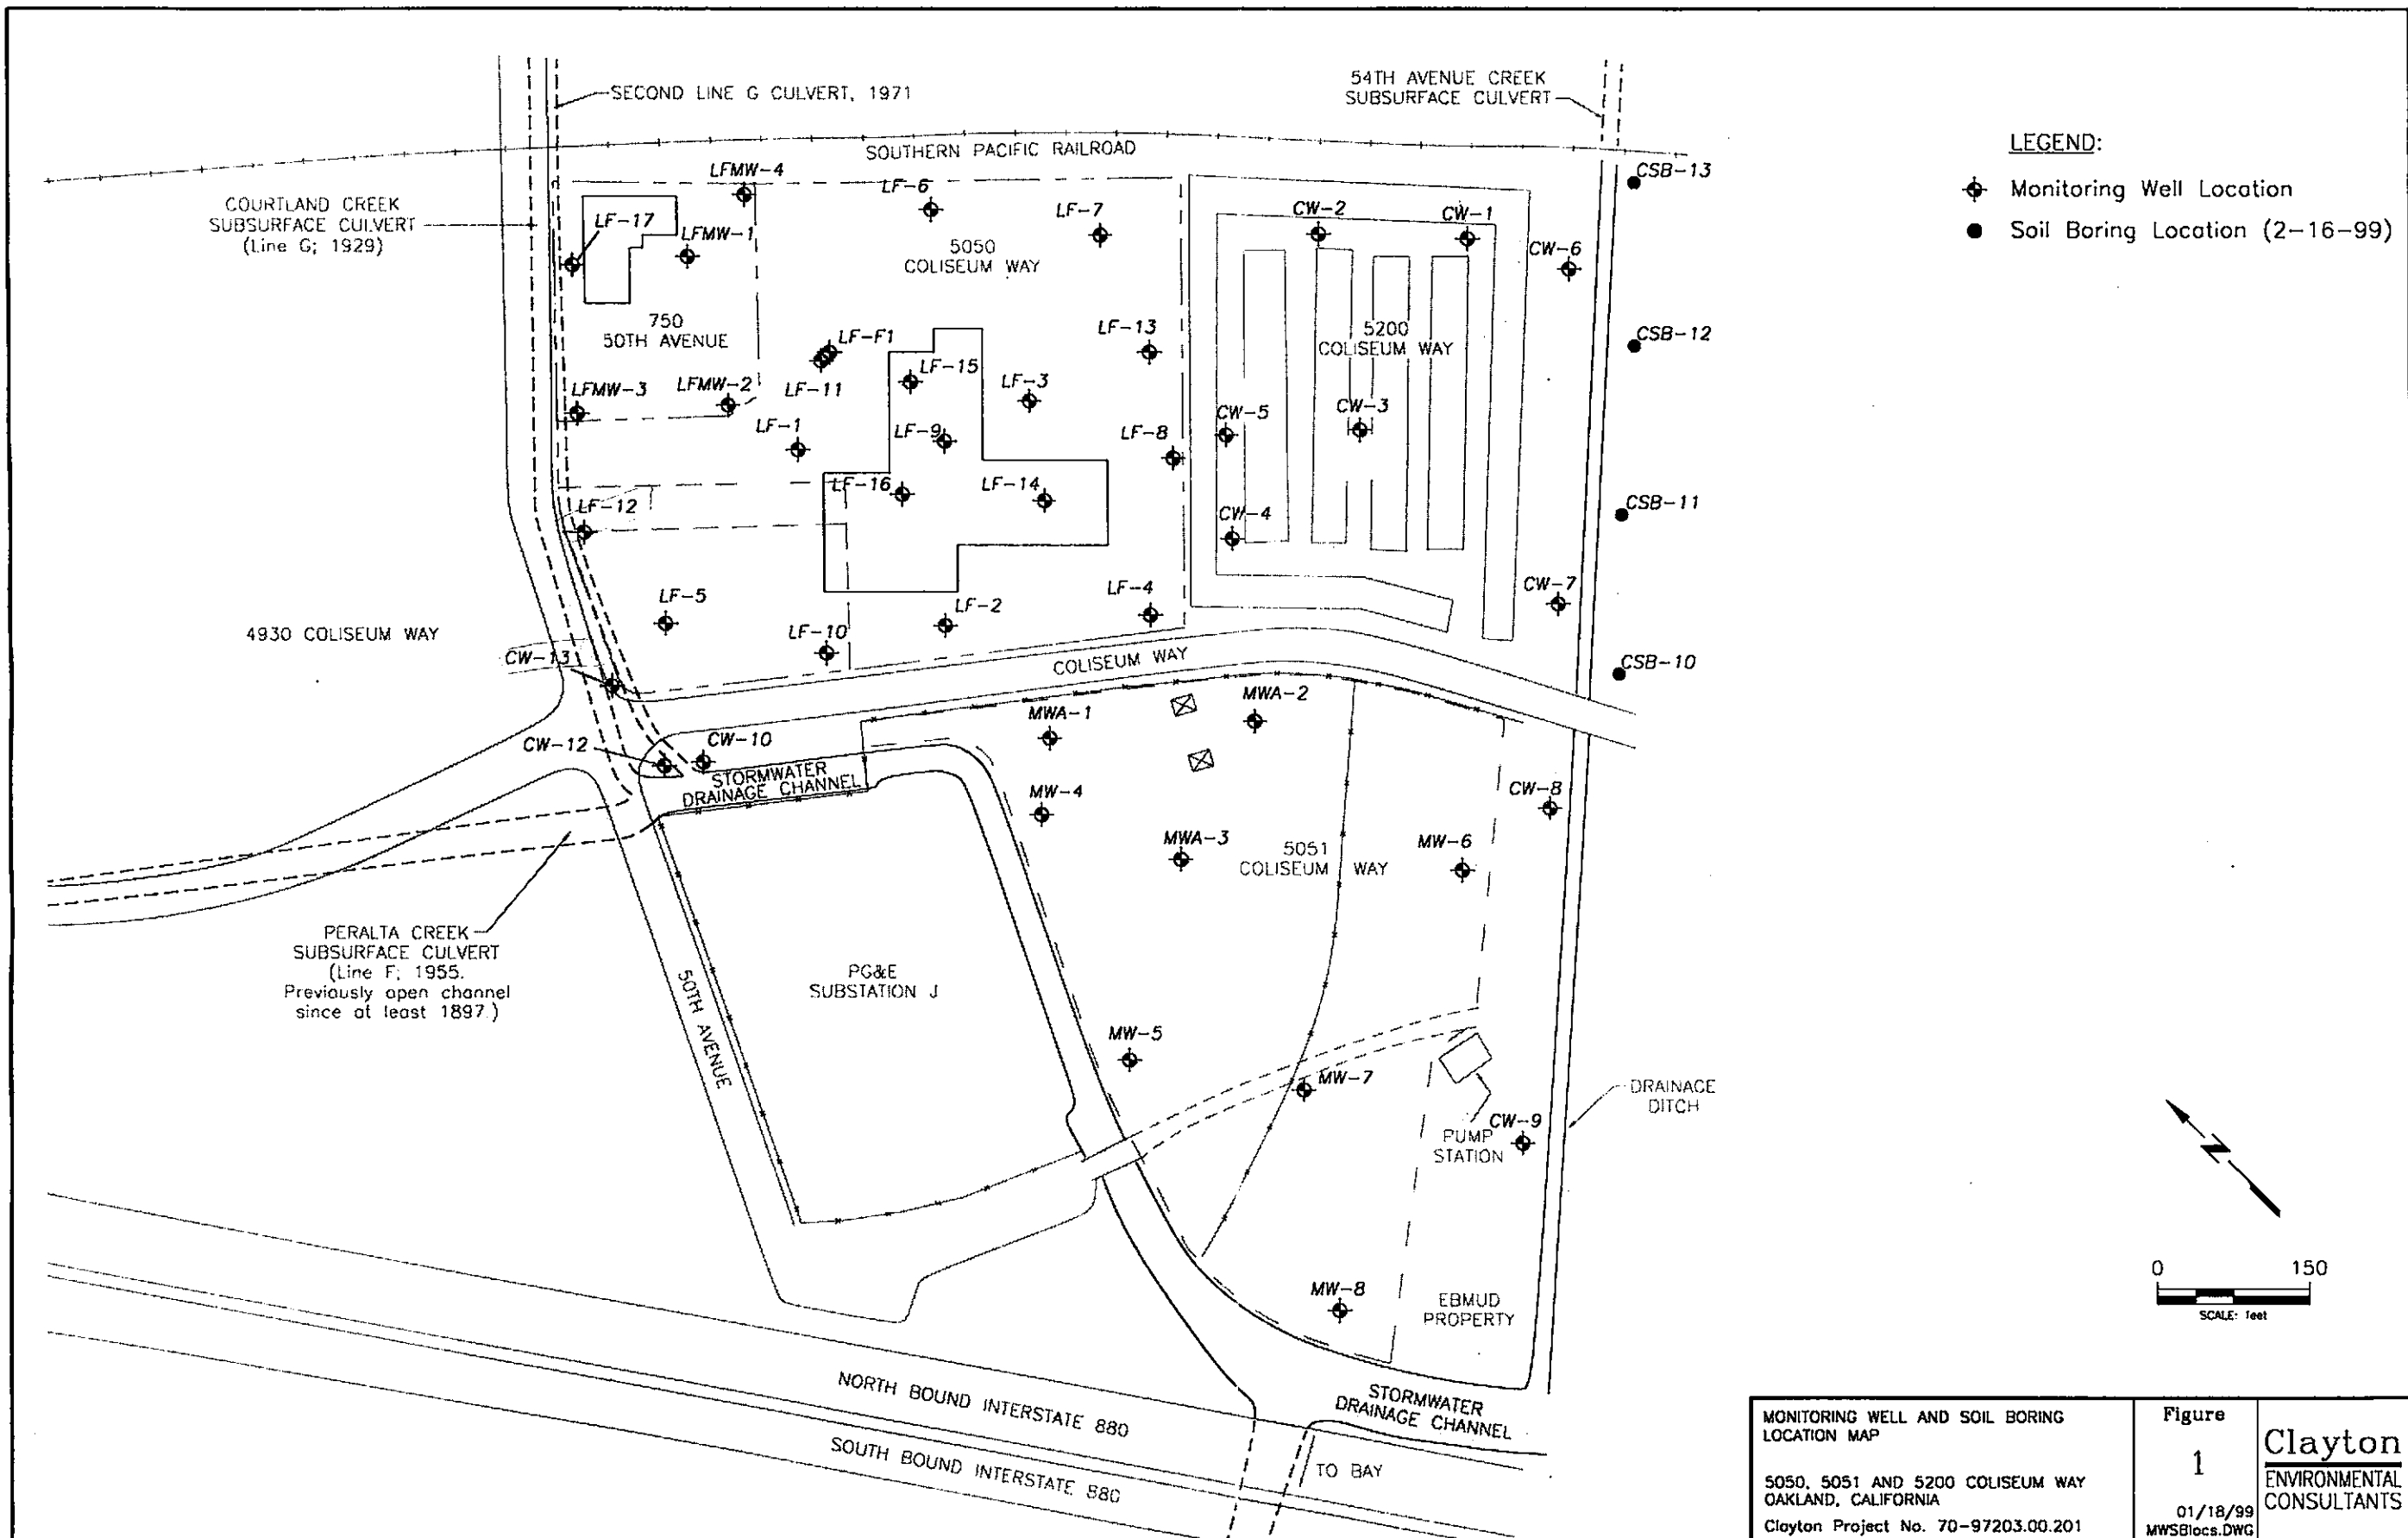 SECOND LINE G CULVERT, 1971
54TH AVENUE CREEK
SUBSURFACE CULVERT
LEGEND:
Monitoring Well Location
Soil Boring Location (2-16-99)
SOUTHERN PACIFIC RAILROAD
COURTLAND CREEK
SUBSURFACE CULVERT
(Line G; 1929)
LFMW-4
LF-6
LF-7
CW-2
CW-1
CW-6
CSB-13
LF-17
LFMW-1
5050
COLISEUM WAY
750
50TH AVENUE
LF-F1
LF-11
LF-15
LF-3
LF-13
5200
COLISEUM WAY
CSB-12
LFMW-3
LFMW-2
LF-1
LF-9
LF-8
CW-5
CW-3
LF-16
LF-14
LF-12
CW-4
CSB-11
LF-5
LF-10
LF-2
LF-4
CW-7
4930 COLISEUM WAY
CW-13
COLISEUM WAY
CSB-10
MWA-1
MWA-2
CW-12
CW-10
STORMWATER
DRAINAGE CHANNEL
MW-4
MWA-3
5051
COLISEUM WAY
MW-6
CW-8
PERALTA CREEK
SUBSURFACE CULVERT
(Line F; 1955.
Previously open channel
since at least 1897.)
50TH AVENUE
PG&E
SUBSTATION J
MW-5
MW-7
PUMP
STATION
CW-9
DRAINAGE
DITCH
N
0 150
SCALE: feet
MW-8
EBMUD
PROPERTY
NORTH BOUND INTERSTATE 880
SOUTH BOUND INTERSTATE 880
STORMWATER
DRAINAGE CHANNEL
TO BAY
MONITORING WELL AND SOIL BORING
LOCATION MAP
5050, 5051 AND 5200 COLISEUM WAY
OAKLAND, CALIFORNIA
Clayton Project No. 70-97203.00.201
Figure
1
01/18/99
MWSBlocs.DWG
Clayton
ENVIRONMENTAL
CONSULTANTS